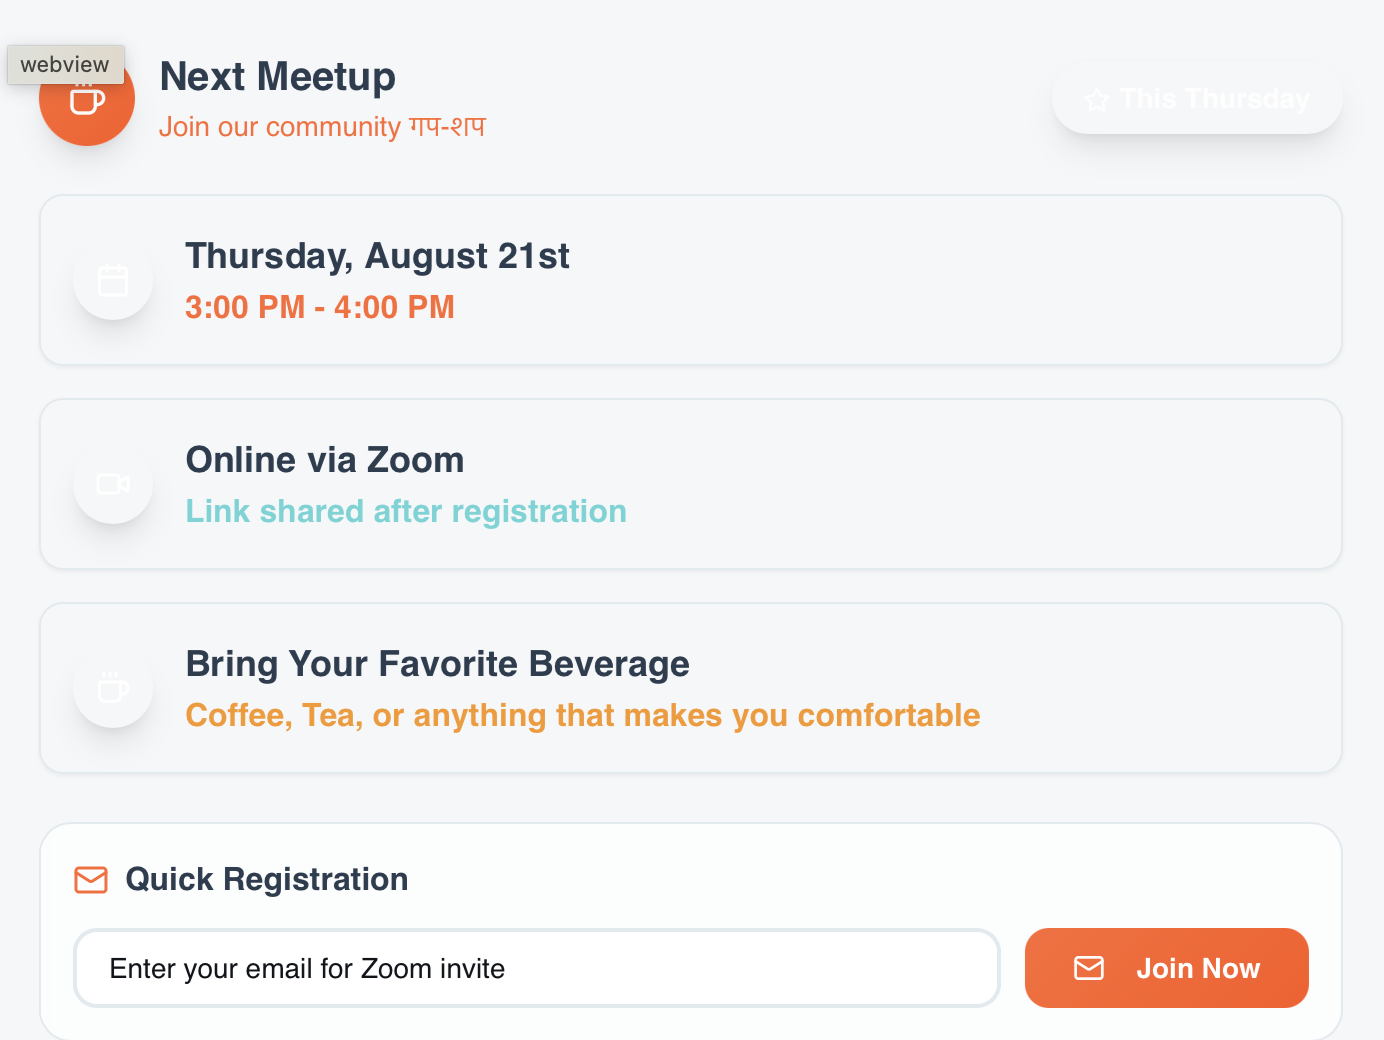 webview
Next Meetup
Join our community गप-शप
This Thursday
Thursday, August 21st
3:00 PM - 4:00 PM
Online via Zoom
Link shared after registration
Bring Your Favorite Beverage
Coffee, Tea, or anything that makes you comfortable
Quick Registration
Enter your email for Zoom invite
Join Now